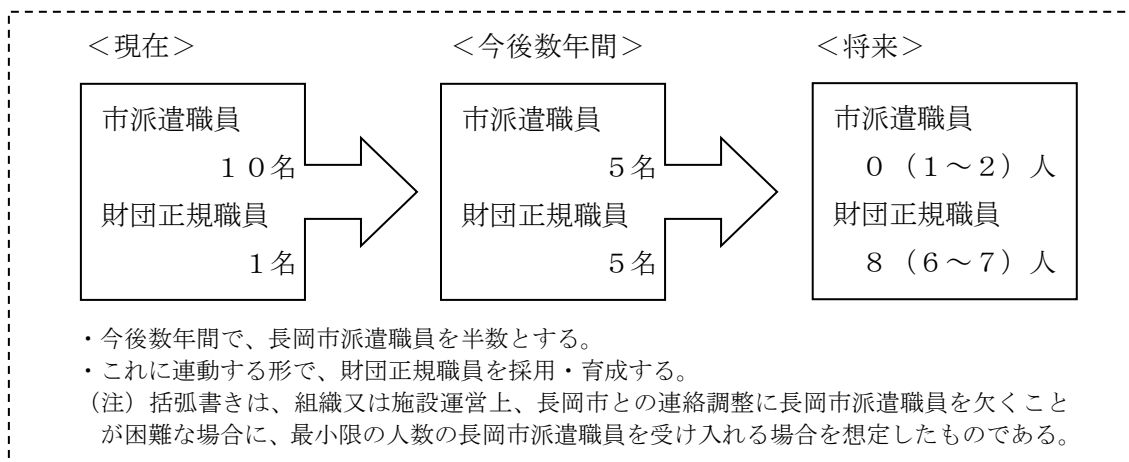 ＜現在＞
＜今後数年間＞
＜将来＞
市派遣職員
１０名
財団正規職員
１名
市派遣職員
５名
財団正規職員
５名
市派遣職員
０（１～２）人
財団正規職員
８（６～７）人
・今後数年間で、長岡市派遣職員を半数とする。
・これに連動する形で、財団正規職員を採用・育成する。
（注）括弧書きは、組織又は施設運営上、長岡市との連絡調整に長岡市派遣職員を欠くこと
が困難な場合に、最小限の人数の長岡市派遣職員を受け入れる場合を想定したものである。